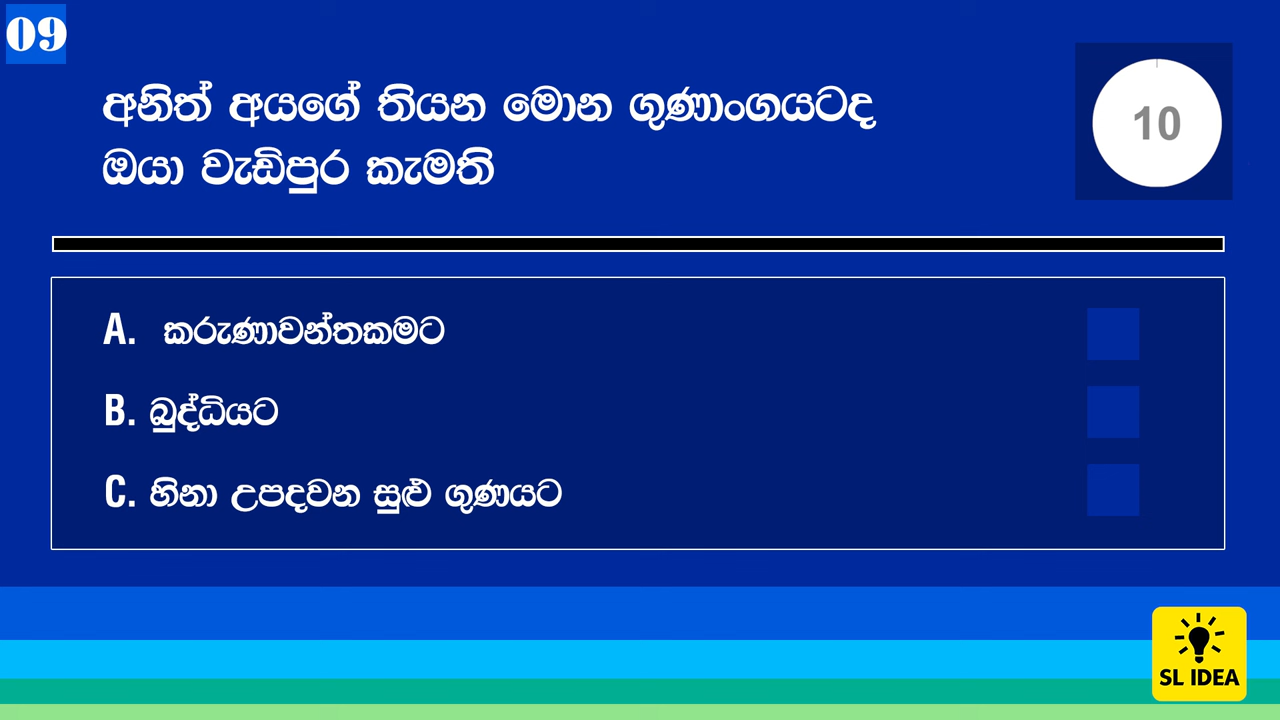 09
අනිත් අයගේ තියන මොන ගුණාංගයටද
ඔයා වැඩිපුර කැමති
10
A. කරුණාවන්තකමට
B. බුද්ධියට
C. හිනා උපදවන සුළු ගුණයට
SL IDEA